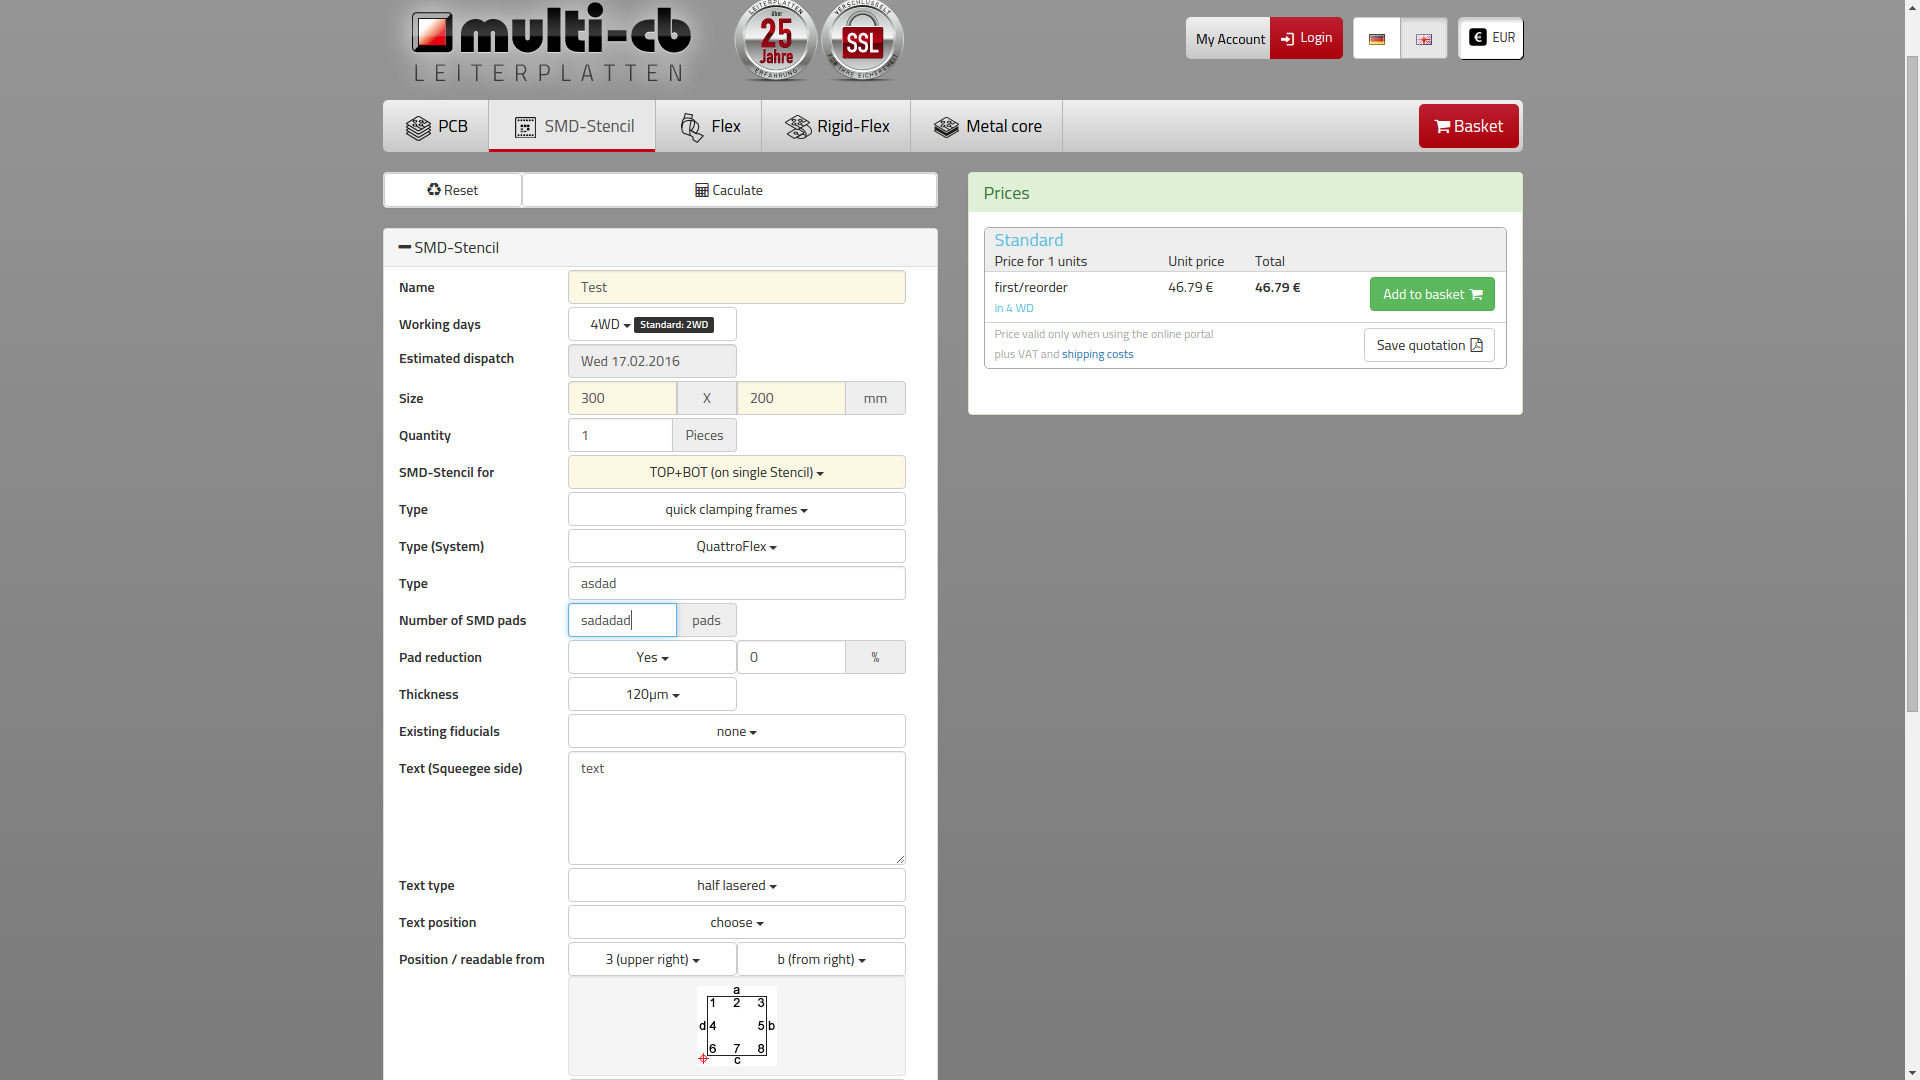 multi-cb
LEITERPLATTEN
LEITERPLATTEN
über
25
Jahre
ERFAHRUNG
VERSCHLÜSSELT
SSL
FÜR IHRE SICHERHEIT
My Account
Login
€ EUR
PCB
SMD-Stencil
Flex
Rigid-Flex
Metal core
Basket
Reset
Caculate
SMD-Stencil
Name
Test
Working days
4WD Standard: 2WD
Estimated dispatch
Wed 17.02.2016
Size
300 X 200 mm
Quantity
1 Pieces
SMD-Stencil for
TOP+BOT (on single Stencil)
Type
quick clamping frames
Type (System)
QuattroFlex
Type
asdad
Number of SMD pads
sadadad pads
Pad reduction
Yes 0 %
Thickness
120µm
Existing fiducials
none
Text (Squeegee side)
text
Text type
half lasered
Text position
choose
Position / readable from
3 (upper right) b (from right)
a
1 2 3
d 4 5 b
6 7 8
c
Prices
Standard
Price for 1 units Unit price Total
first/reorder 46.79 € 46.79 €
in 4 WD
Add to basket
Price valid only when using the online portal
plus VAT and shipping costs
Save quotation